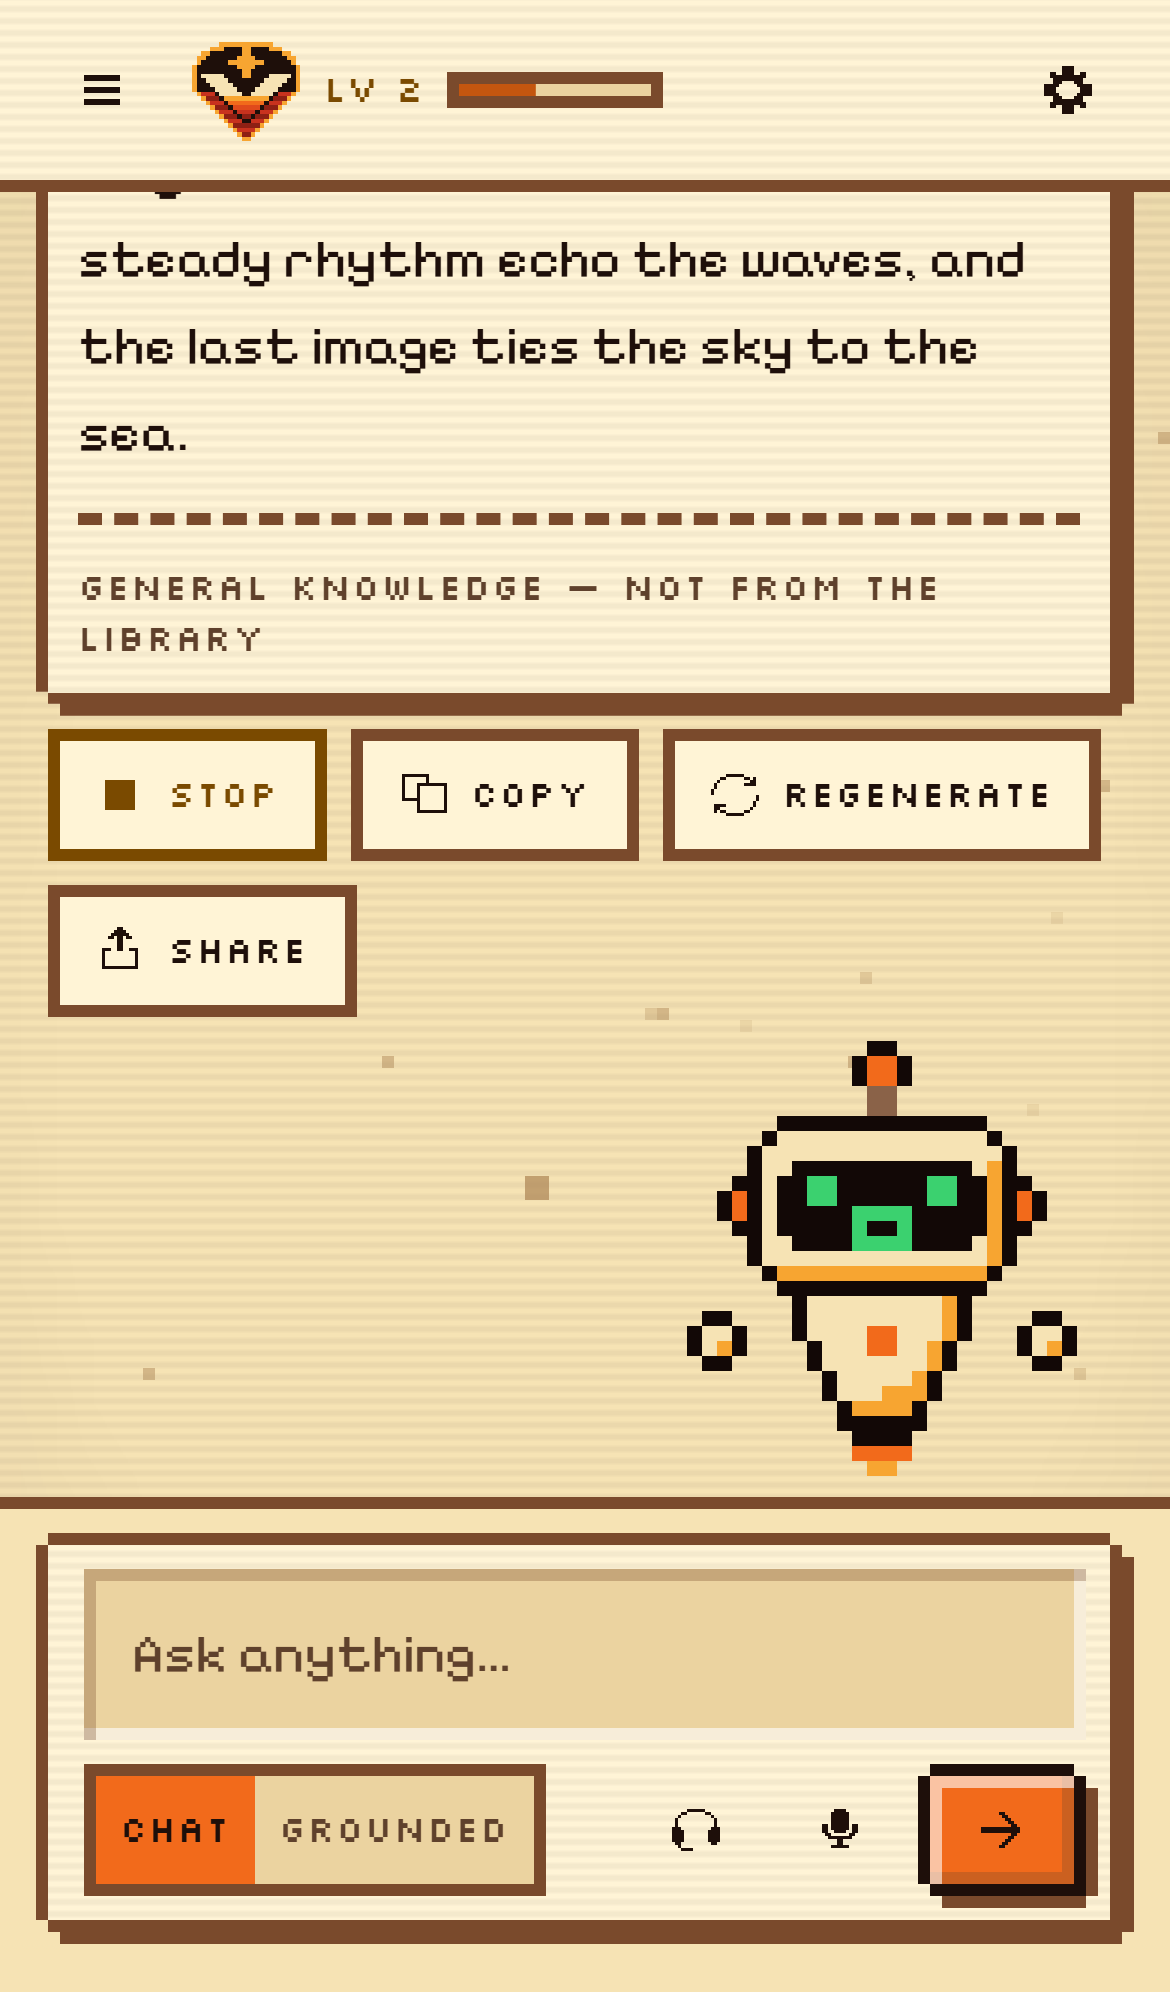 LV 2
steady rhythm echo the waves, and
the last image ties the sky to the
sea.
GENERAL KNOWLEDGE — NOT FROM THE
LIBRARY
STOP COPY REGENERATE
SHARE
Ask anything...
CHAT GROUNDED